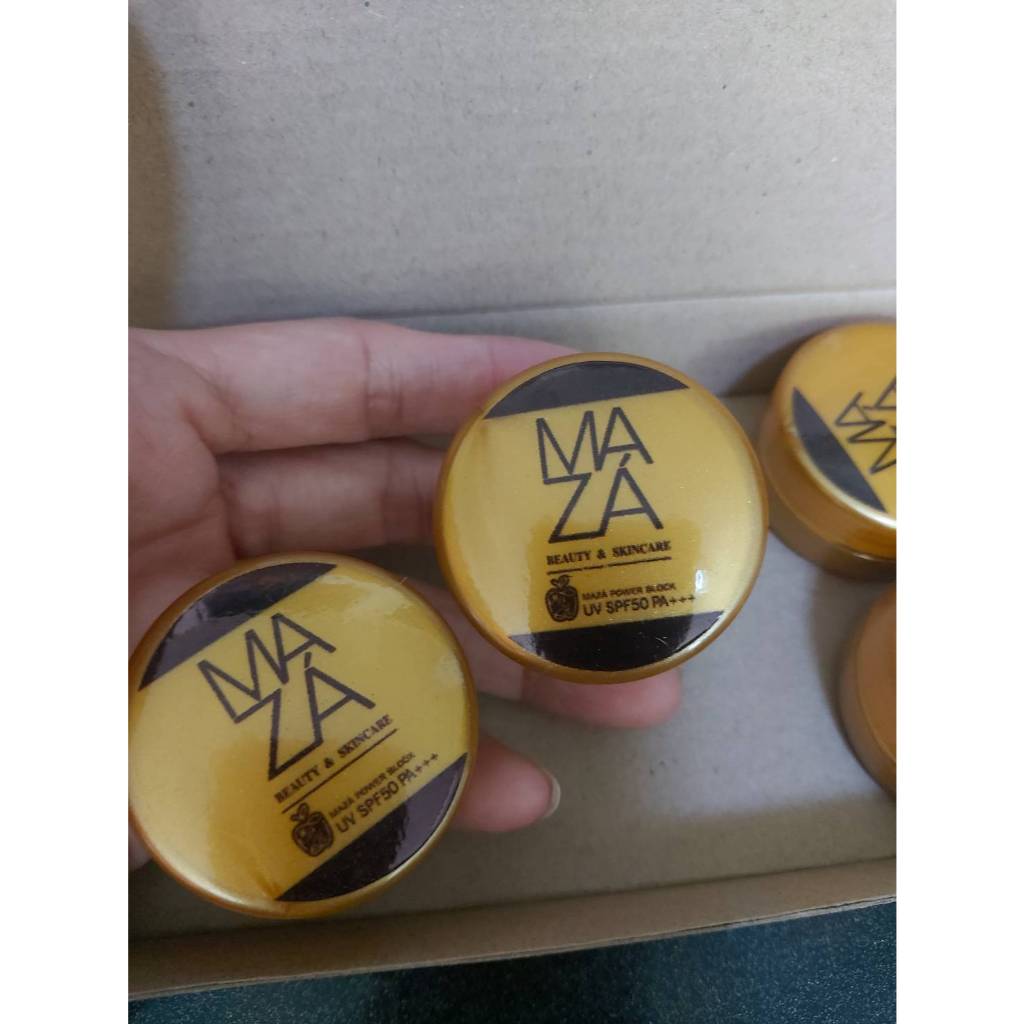 MA
ZÁ
BEAUTY & SKINCARE
MAZÁ POWER BLOCK
UV SPF50 PA+++
MA
ZÁ
BEAUTY & SKINCARE
MAZÁ POWER BLOCK
UV SPF50 PA+++
MA